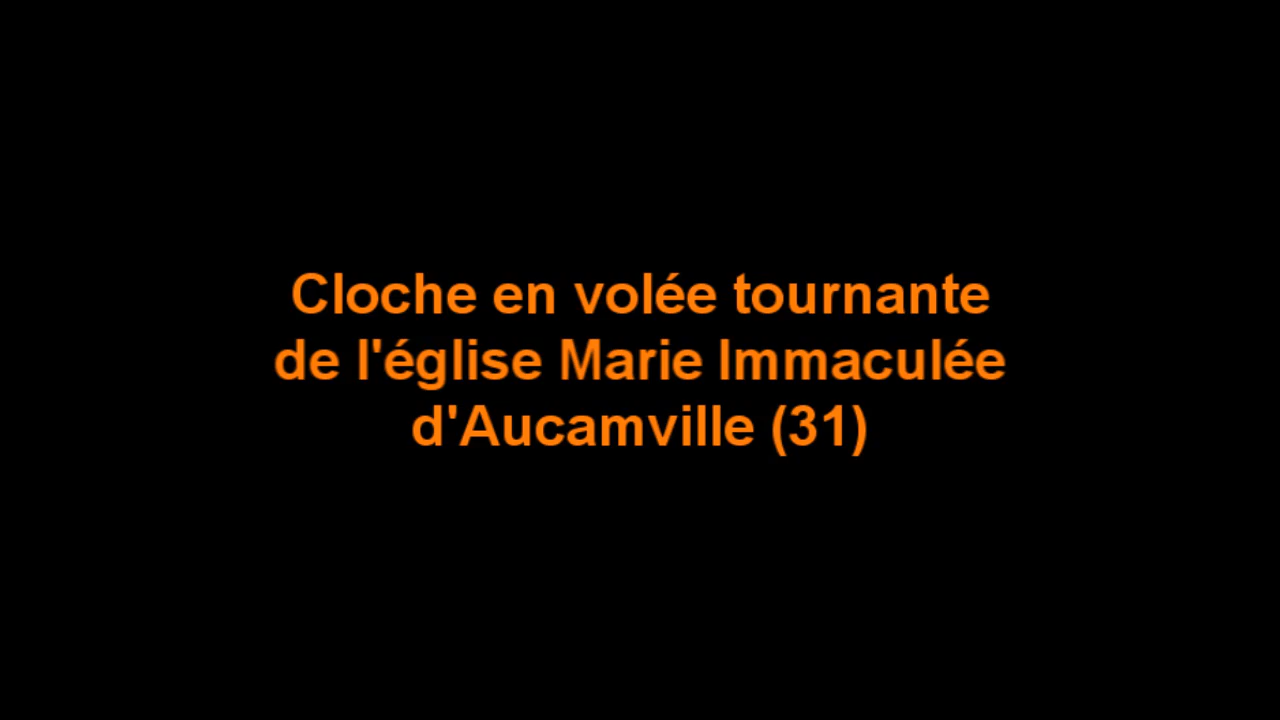 Cloche en volée tournante
de l'église Marie Immaculée
d'Aucamville (31)